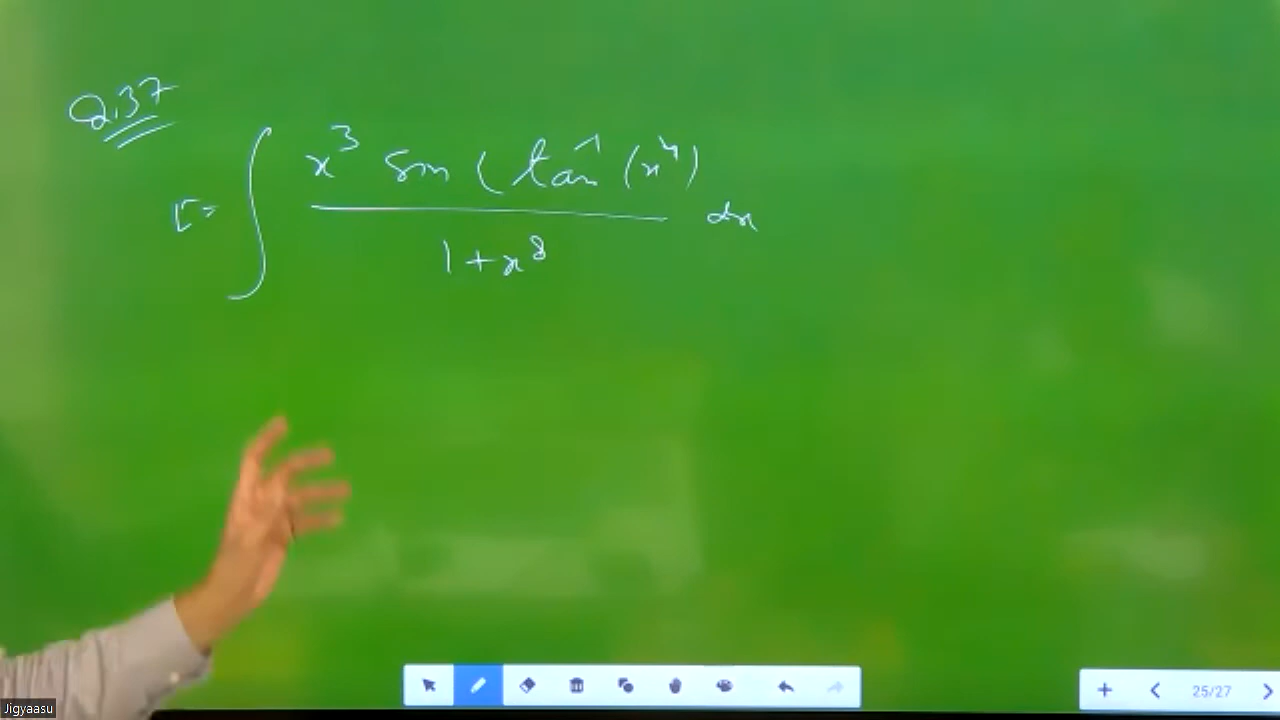 Q.37
I = ∫ x³ sin (tan⁻¹ (x⁴) / 1 + x⁸ dx
25/27
Jigyaasu